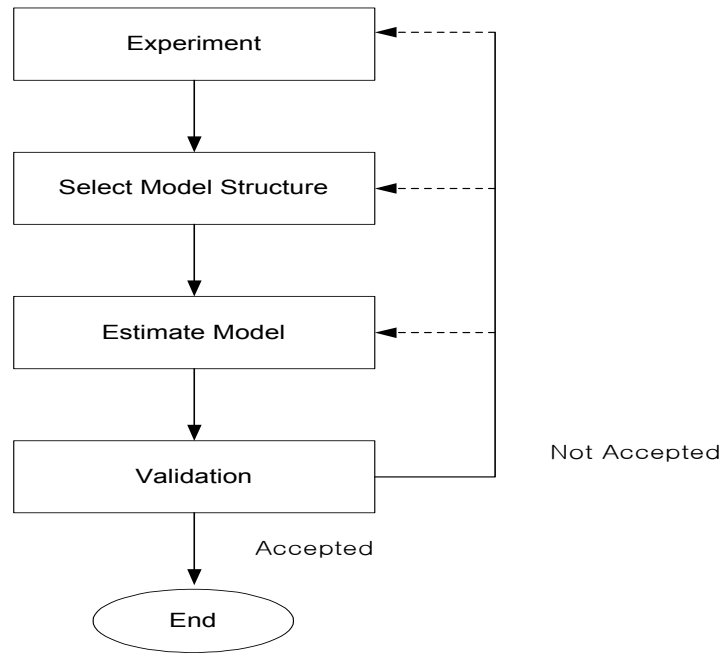 Experiment
Select Model Structure
Estimate Model
Not Accepted
Validation
Accepted
End